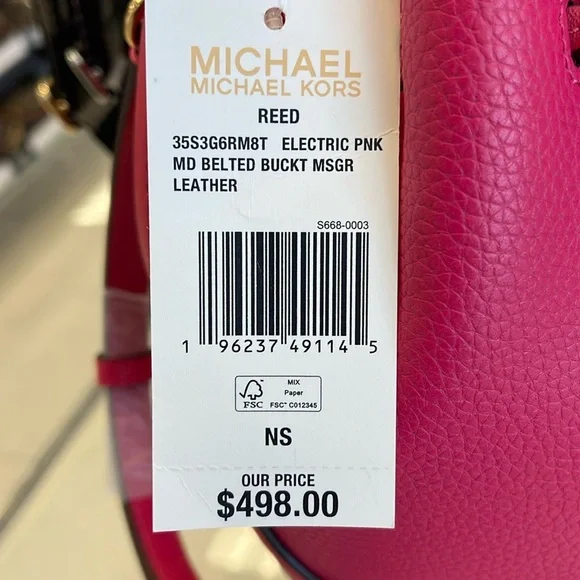 MICHAEL
MICHAEL KORS
REED
35S3G6RM8T ELECTRIC PNK
MD BELTED BUCKT MSGR
LEATHER
S668-0003
1 96237 49114 5
FSC
MIX
Paper
FSC™ C012345
NS
OUR PRICE
$498.00